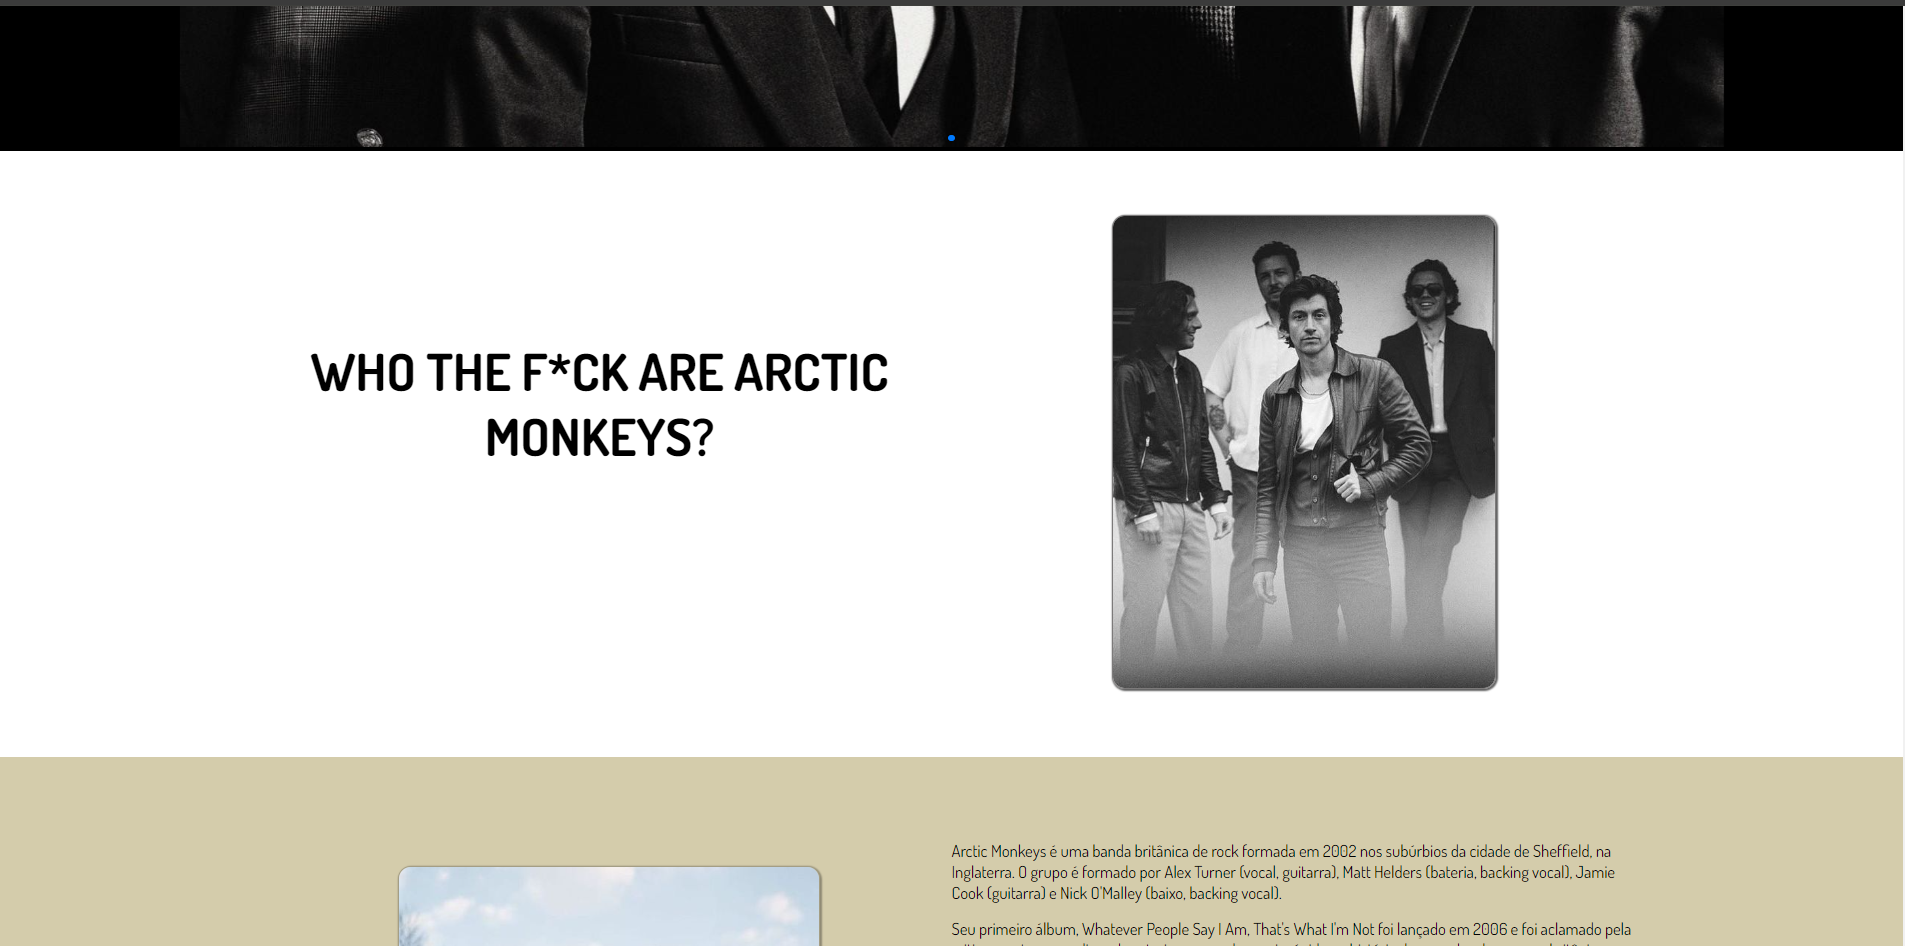 WHO THE F*CK ARE ARCTIC
MONKEYS?
Arctic Monkeys é uma banda britânica de rock formada em 2002 nos subúrbios da cidade de Sheffield, na
Inglaterra. O grupo é formado por Alex Turner (vocal, guitarra), Matt Helders (bateria, backing vocal), Jamie
Cook (guitarra) e Nick O'Malley (baixo, backing vocal).
Seu primeiro álbum, Whatever People Say I Am, That's What I'm Not foi lançado em 2006 e foi aclamado pela